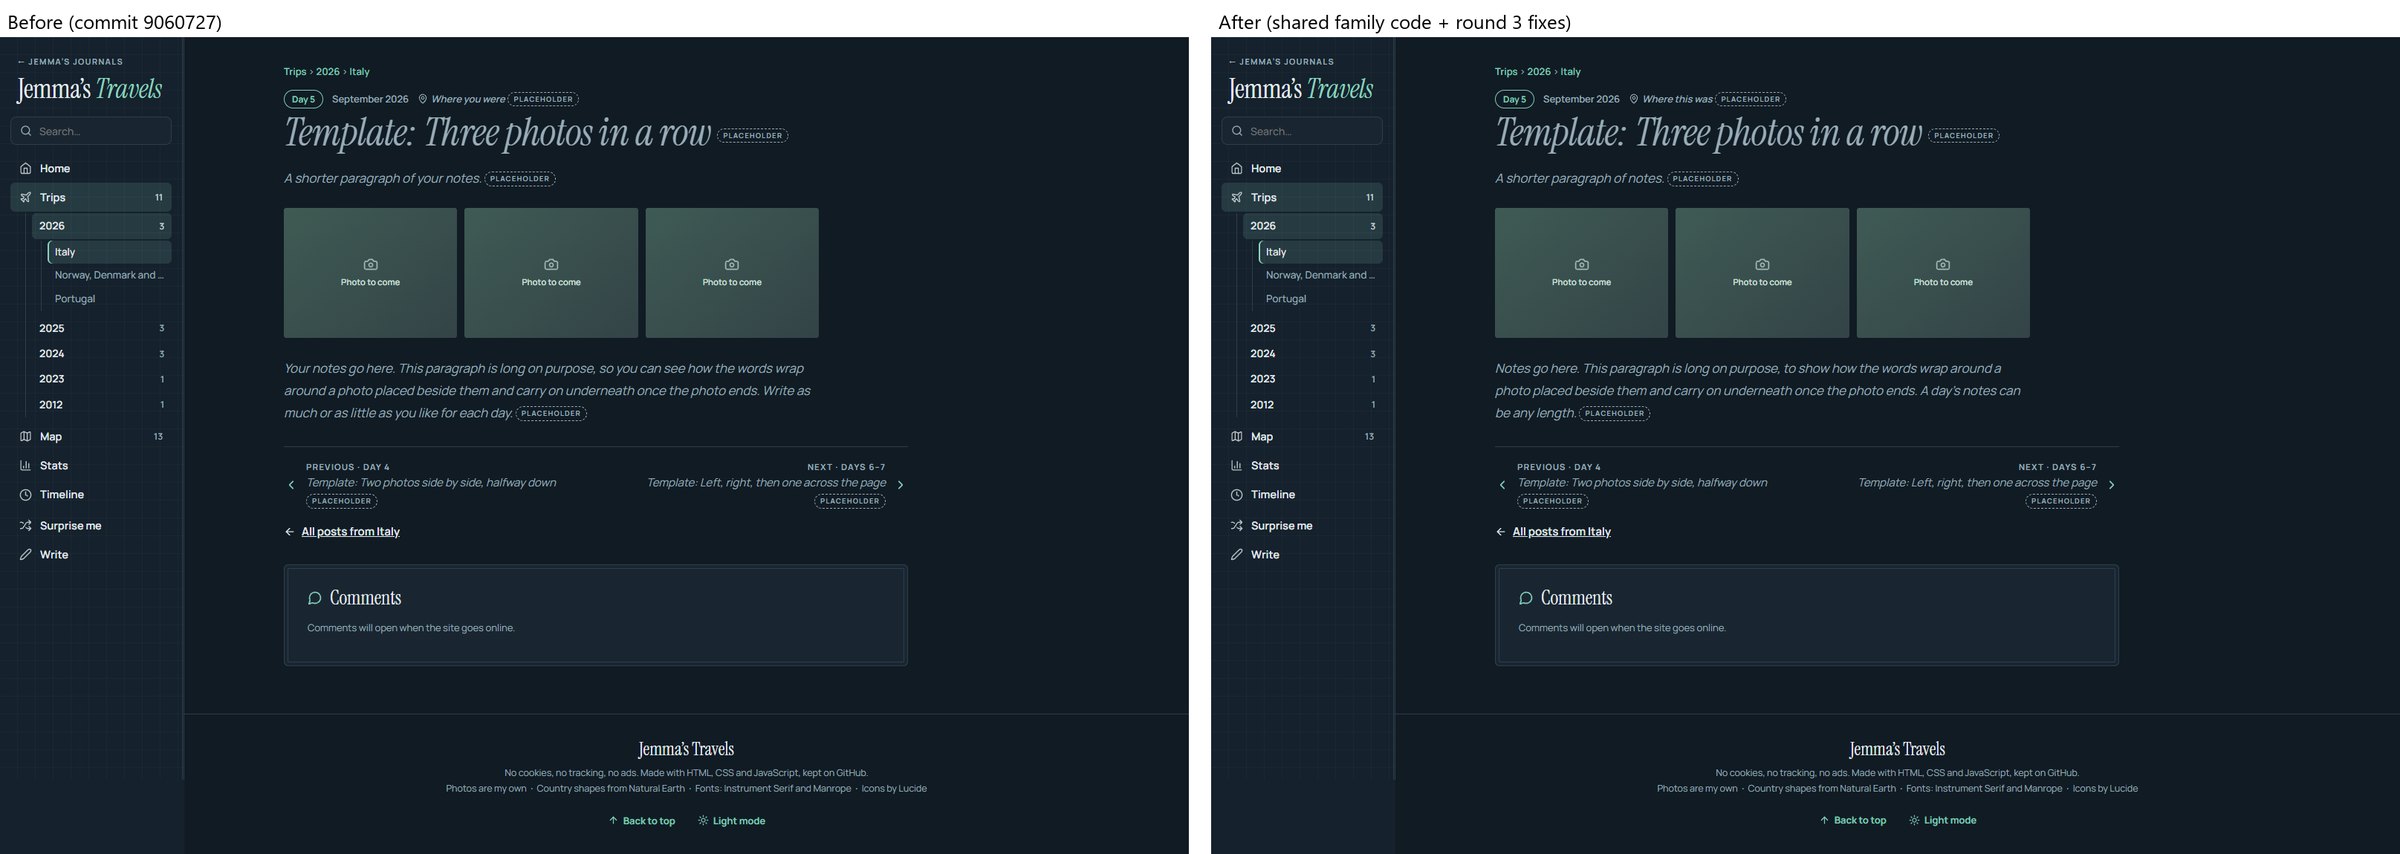 Before (commit 9060727)
← JEMMA'S JOURNALS
Jemma's Travels
Search...
Home
Trips 11
2026 3
Italy
Norway, Denmark and ...
Portugal
2025 3
2024 3
2023 1
2012 1
Map 13
Stats
Timeline
Surprise me
Write
Trips › 2026 › Italy
Day 5 September 2026 Where you were PLACEHOLDER
Template: Three photos in a row PLACEHOLDER
A shorter paragraph of your notes. PLACEHOLDER
Photo to come Photo to come Photo to come
Your notes go here. This paragraph is long on purpose, so you can see how the words wrap
around a photo placed beside them and carry on underneath once the photo ends. Write as
much or as little as you like for each day. PLACEHOLDER
PREVIOUS · DAY 4
Template: Two photos side by side, halfway down
PLACEHOLDER
NEXT · DAYS 6–7
Template: Left, right, then one across the page
PLACEHOLDER
← All posts from Italy
Comments
Comments will open when the site goes online.
Jemma's Travels
No cookies, no tracking, no ads. Made with HTML, CSS and JavaScript, kept on GitHub.
Photos are my own · Country shapes from Natural Earth · Fonts: Instrument Serif and Manrope · Icons by Lucide
↑ Back to top Light mode
After (shared family code + round 3 fixes)
← JEMMA'S JOURNALS
Jemma's Travels
Search...
Home
Trips 11
2026 3
Italy
Norway, Denmark and ...
Portugal
2025 3
2024 3
2023 1
2012 1
Map 13
Stats
Timeline
Surprise me
Write
Trips › 2026 › Italy
Day 5 September 2026 Where this was PLACEHOLDER
Template: Three photos in a row PLACEHOLDER
A shorter paragraph of notes. PLACEHOLDER
Photo to come Photo to come Photo to come
Notes go here. This paragraph is long on purpose, to show how the words wrap around a
photo placed beside them and carry on underneath once the photo ends. A day's notes can
be any length. PLACEHOLDER
PREVIOUS · DAY 4
Template: Two photos side by side, halfway down
PLACEHOLDER
NEXT · DAYS 6–7
Template: Left, right, then one across the page
PLACEHOLDER
← All posts from Italy
Comments
Comments will open when the site goes online.
Jemma's Travels
No cookies, no tracking, no ads. Made with HTML, CSS and JavaScript, kept on GitHub.
Photos are my own · Country shapes from Natural Earth · Fonts: Instrument Serif and Manrope · Icons by Lucide
↑ Back to top Light mode